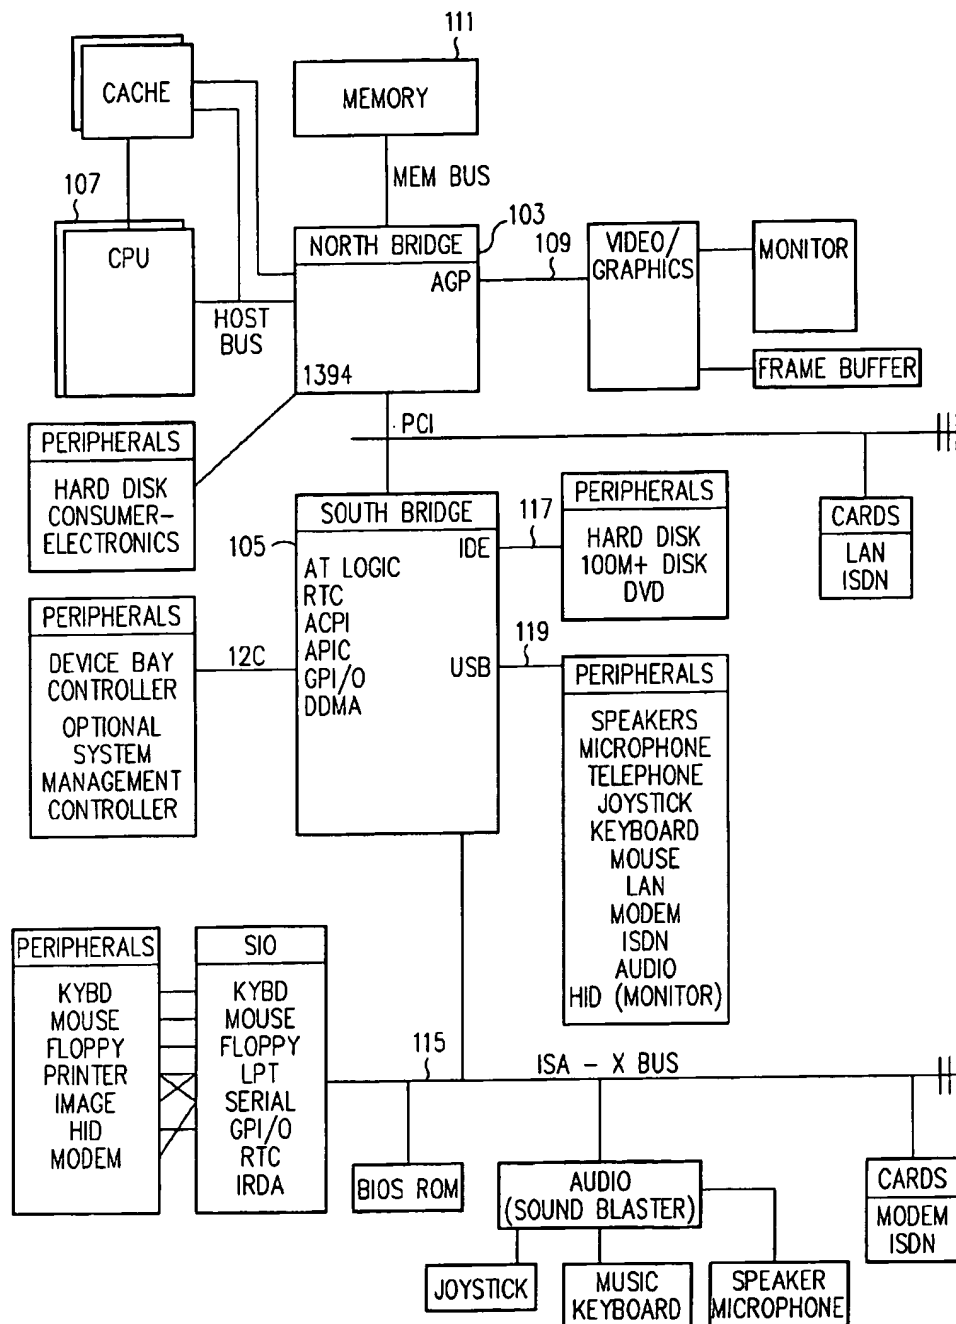 111
CACHE
MEMORY
MEM BUS
107
CPU
NORTH BRIDGE
103
AGP
109
VIDEO/
GRAPHICS
MONITOR
HOST
BUS
1394
FRAME BUFFER
PCI
PERIPHERALS
HARD DISK
CONSUMER-
ELECTRONICS
105
SOUTH BRIDGE
IDE
AT LOGIC
RTC
ACPI
APIC
GPI/O
DDMA
USB
117
PERIPHERALS
HARD DISK
100M+ DISK
DVD
CARDS
LAN
ISDN
PERIPHERALS
DEVICE BAY
CONTROLLER
OPTIONAL
SYSTEM
MANAGEMENT
CONTROLLER
12C
119
PERIPHERALS
SPEAKERS
MICROPHONE
TELEPHONE
JOYSTICK
KEYBOARD
MOUSE
LAN
MODEM
ISDN
AUDIO
HID (MONITOR)
PERIPHERALS
KYBD
MOUSE
FLOPPY
PRINTER
IMAGE
HID
MODEM
SIO
KYBD
MOUSE
FLOPPY
LPT
SERIAL
GPI/O
RTC
IRDA
115
ISA - X BUS
BIOS ROM
AUDIO
(SOUND BLASTER)
CARDS
MODEM
ISDN
JOYSTICK
MUSIC
KEYBOARD
SPEAKER
MICROPHONE